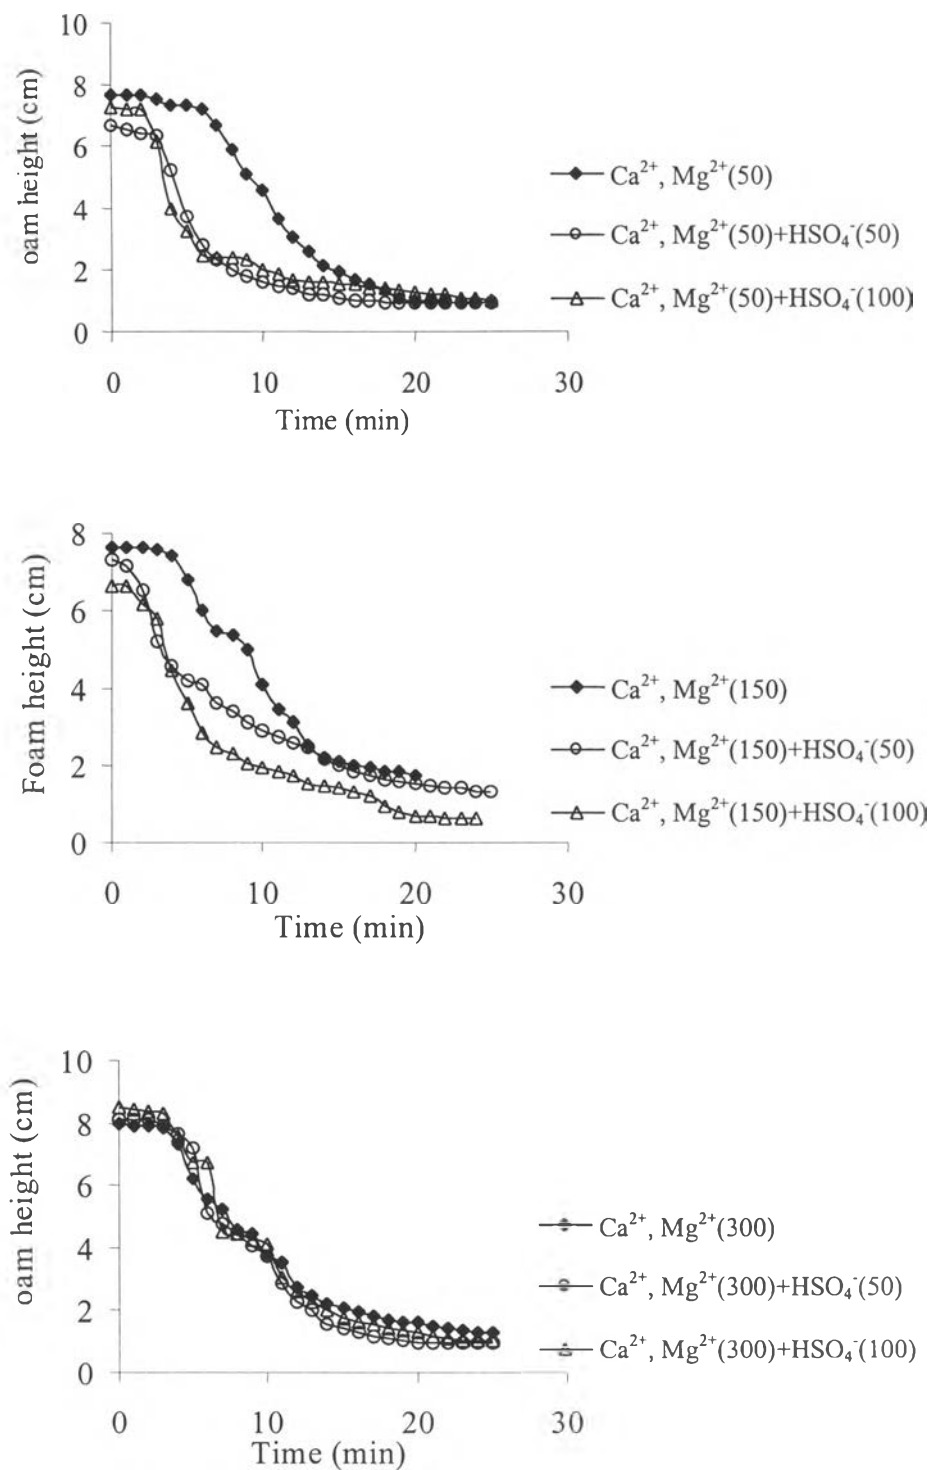 10
8
6
4
2
0
oam height (cm)
0 10 20 30
Time (min)
Ca²⁺, Mg²⁺(50)
Ca²⁺, Mg²⁺(50)+HSO₄⁻(50)
Ca²⁺, Mg²⁺(50)+HSO₄⁻(100)
8
6
4
2
0
Foam height (cm)
0 10 20 30
Time (min)
Ca²⁺, Mg²⁺(150)
Ca²⁺, Mg²⁺(150)+HSO₄⁻(50)
Ca²⁺, Mg²⁺(150)+HSO₄⁻(100)
10
8
6
4
2
0
oam height (cm)
0 10 20 30
Time (min)
Ca²⁺, Mg²⁺(300)
Ca²⁺, Mg²⁺(300)+HSO₄⁻(50)
Ca²⁺, Mg²⁺(300)+HSO₄⁻(100)